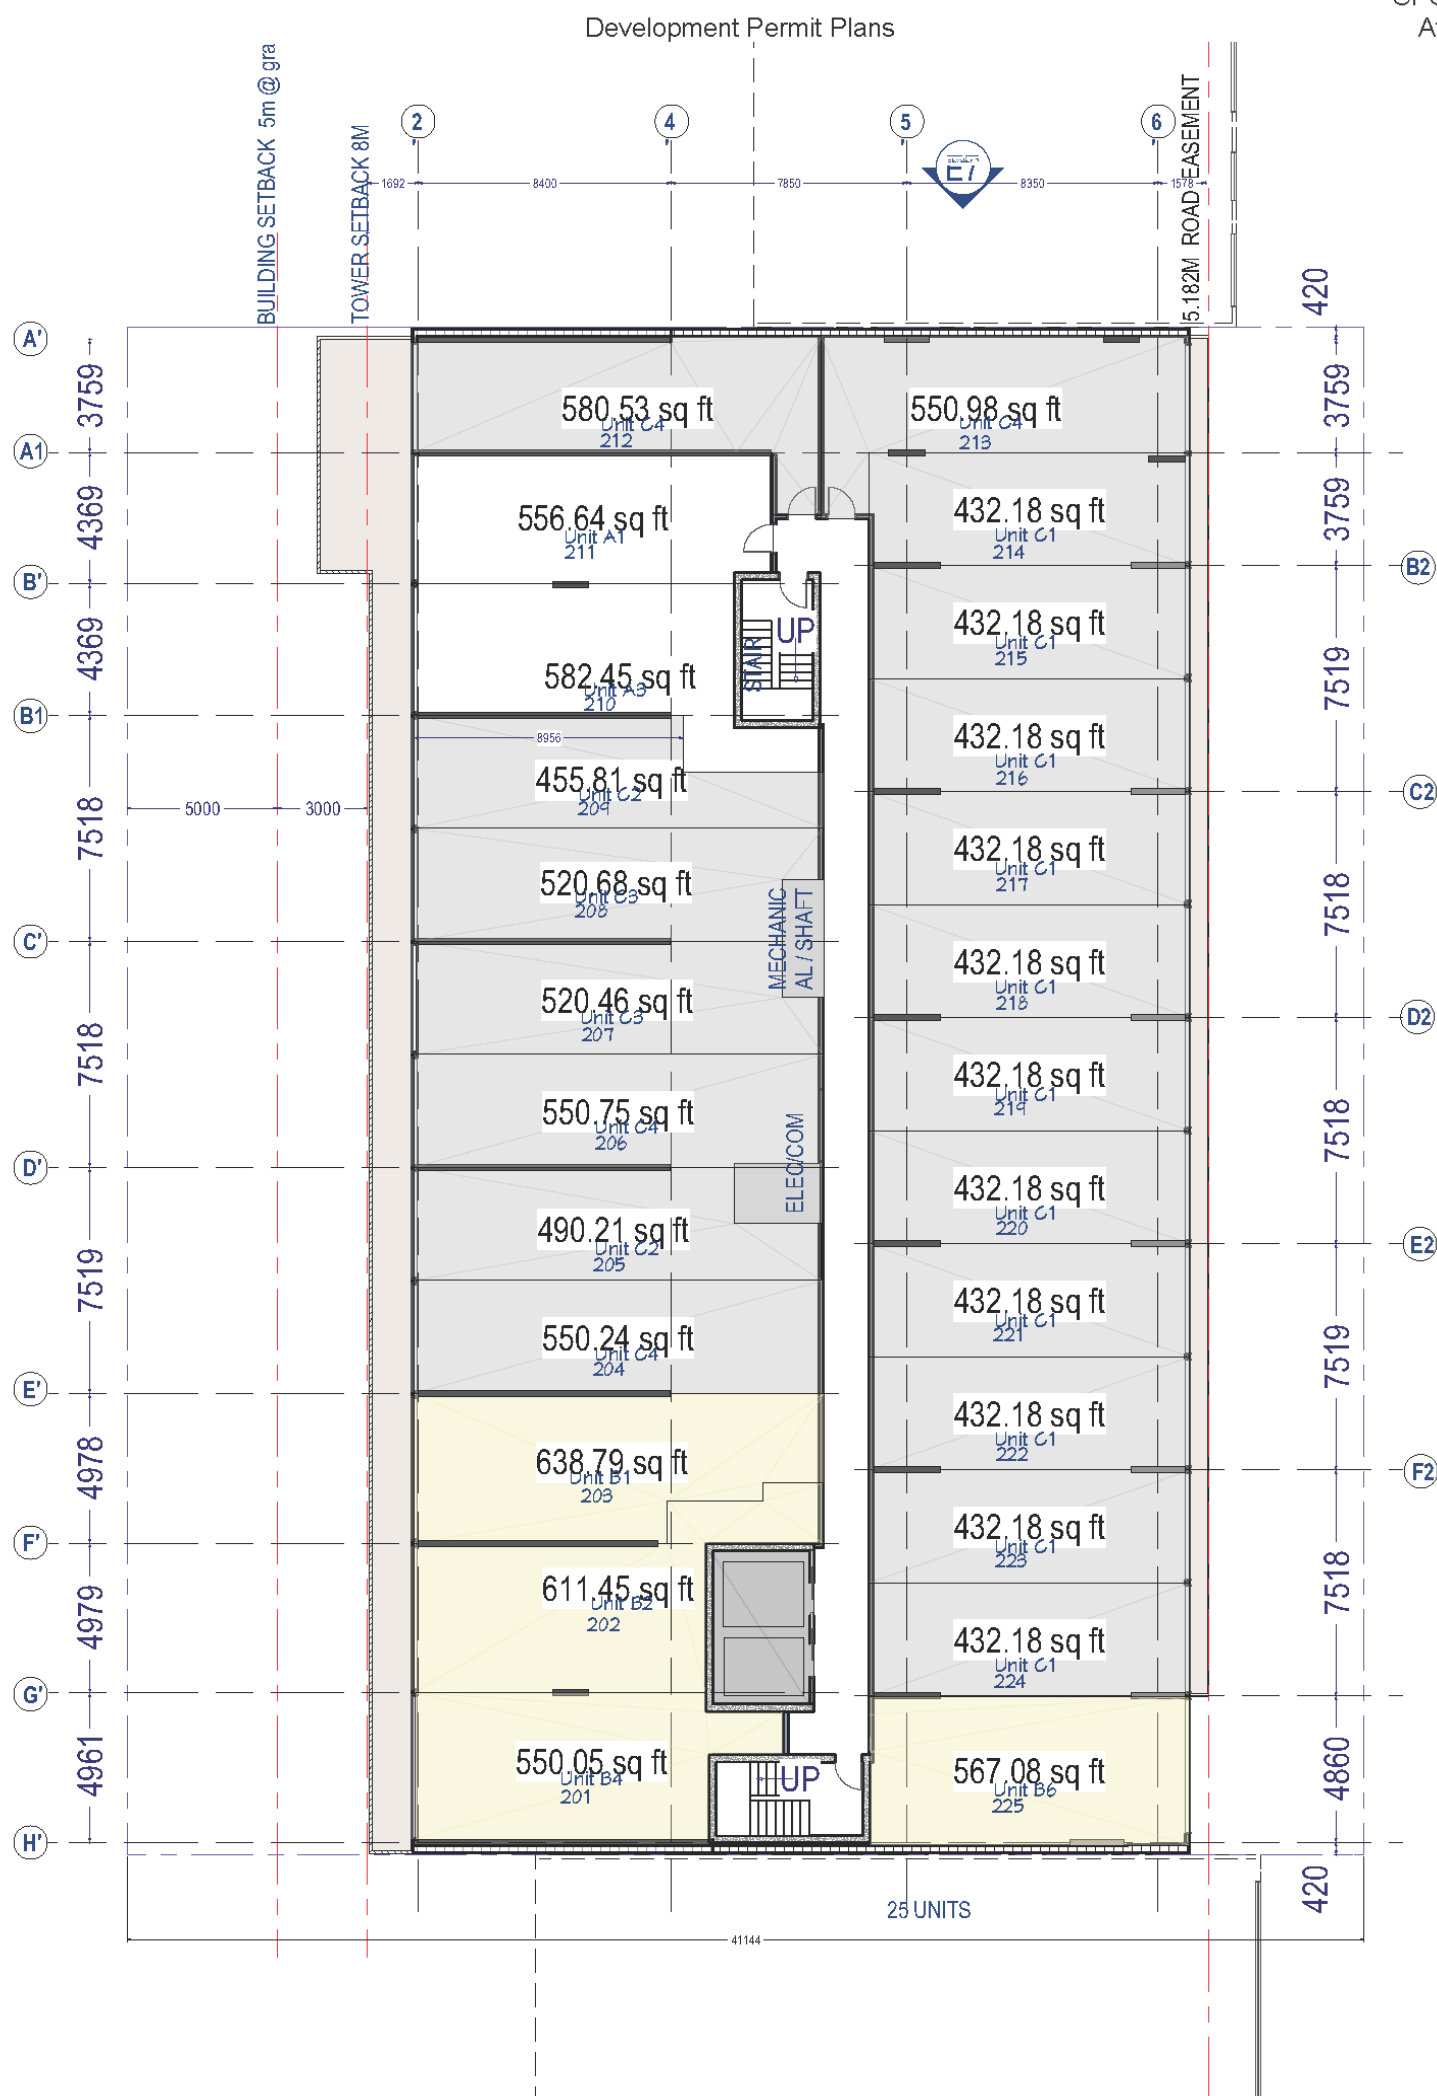 Development Permit Plans
BUILDING SETBACK 5m @ gra
TOWER SETBACK 8M
5.182M ROAD EASEMENT
2
4
5
6
E7
1692
8400
7850
8350
1578
420
A'
3759
580.53 sq ft
Unit C4
212
550.98 sq ft
Unit C4
213
3759
A1
4369
556.64 sq ft
Unit A1
211
432.18 sq ft
Unit C1
214
3759
B'
B2
4369
UP
STAIR
432.18 sq ft
Unit C1
215
582.45 sq ft
Unit A3
210
7519
B1
8956
455.81 sq ft
Unit C2
209
432.18 sq ft
Unit C1
216
C2
5000
3000
7518
520.68 sq ft
Unit C3
208
432.18 sq ft
Unit C1
217
MECHANIC
AL / SHAFT
7518
C'
520.46 sq ft
Unit C3
207
432.18 sq ft
Unit C1
218
D2
7518
432.18 sq ft
Unit C1
219
550.75 sq ft
Unit C4
206
ELEC/COM
7518
D'
432.18 sq ft
Unit C1
220
490.21 sq ft
Unit C2
205
E2
7519
432.18 sq ft
Unit C1
221
550.24 sq ft
Unit C4
204
7519
E'
432.18 sq ft
Unit C1
222
4978
638.79 sq ft
Unit B1
203
F2
F'
432.18 sq ft
Unit C1
223
4979
611.45 sq ft
Unit B2
202
7518
432.18 sq ft
Unit C1
224
G'
4961
550.05 sq ft
Unit B4
201
UP
567.08 sq ft
Unit B6
225
4860
H'
420
25 UNITS
41144